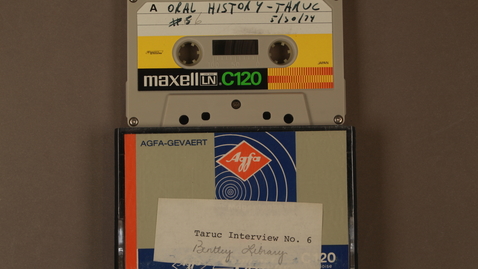 A ORAL HISTORY - TARUC
#5 6 5/30/74
maxell LN C120
AGFA-GEVAERT
Agfa
Taruc Interview No. 6
Bentley Library
C120